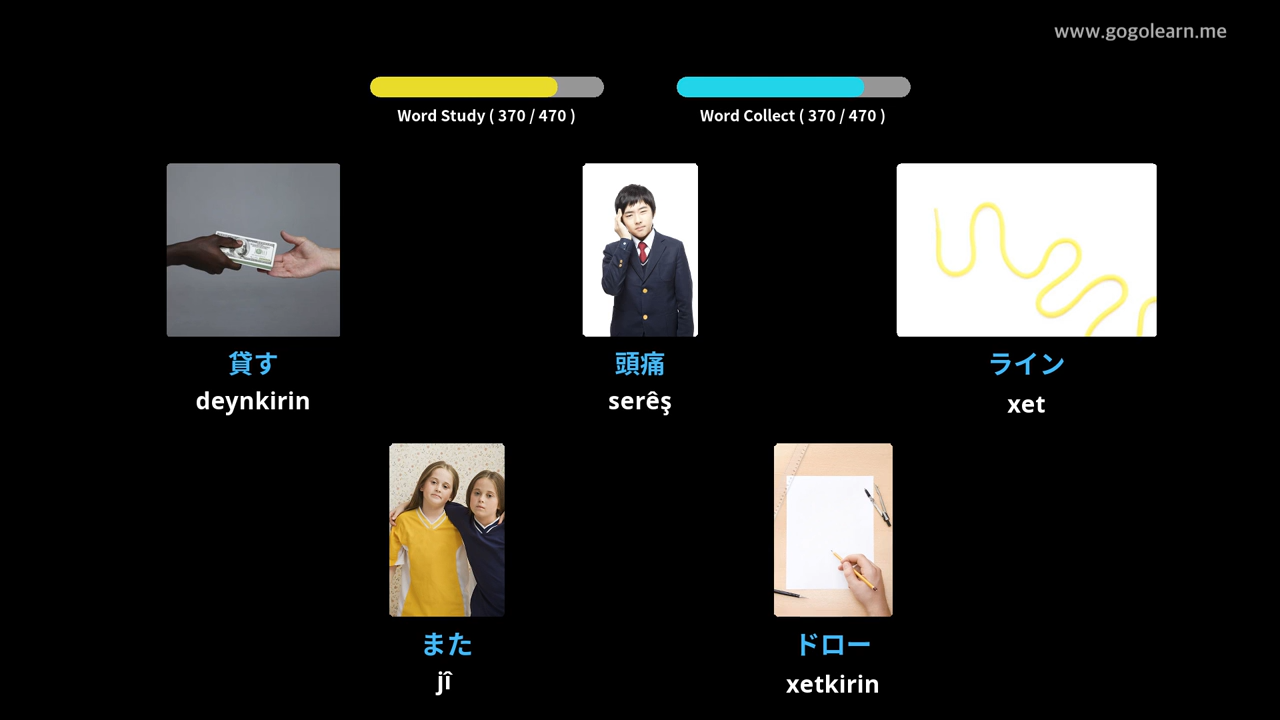 www.gogolearn.me
Word Study ( 370 / 470 )
Word Collect ( 370 / 470 )
貸す
deynkirin
頭痛
serêş
ライン
xet
また
jî
ドロー
xetkirin